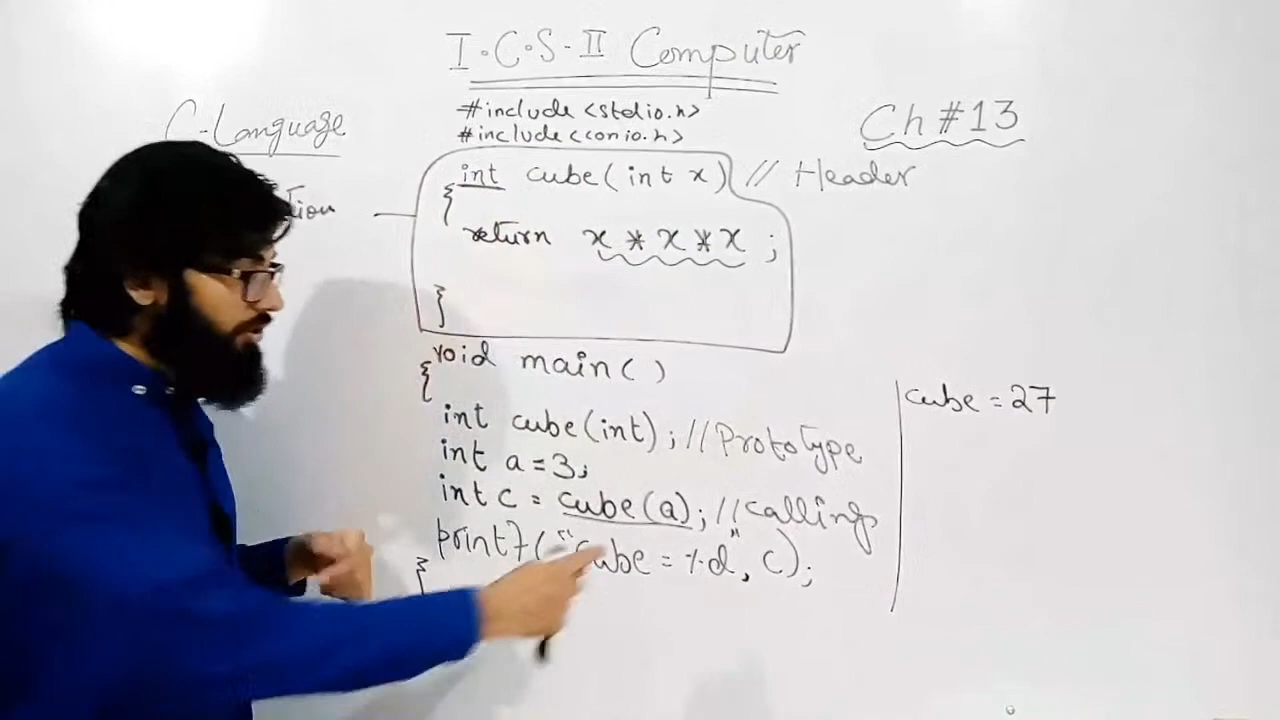 I.C.S-II Computer
C-Language
#include <stdio.h>
#include <conio.h>
Ch #13
int cube(int x) // Header
{
return x * x * x ;
}
void main( )
{
int cube(int) ; //Prototype
int a = 3;
int c = cube(a); //calling
printf( "cube = %d", c);
}
cube = 27